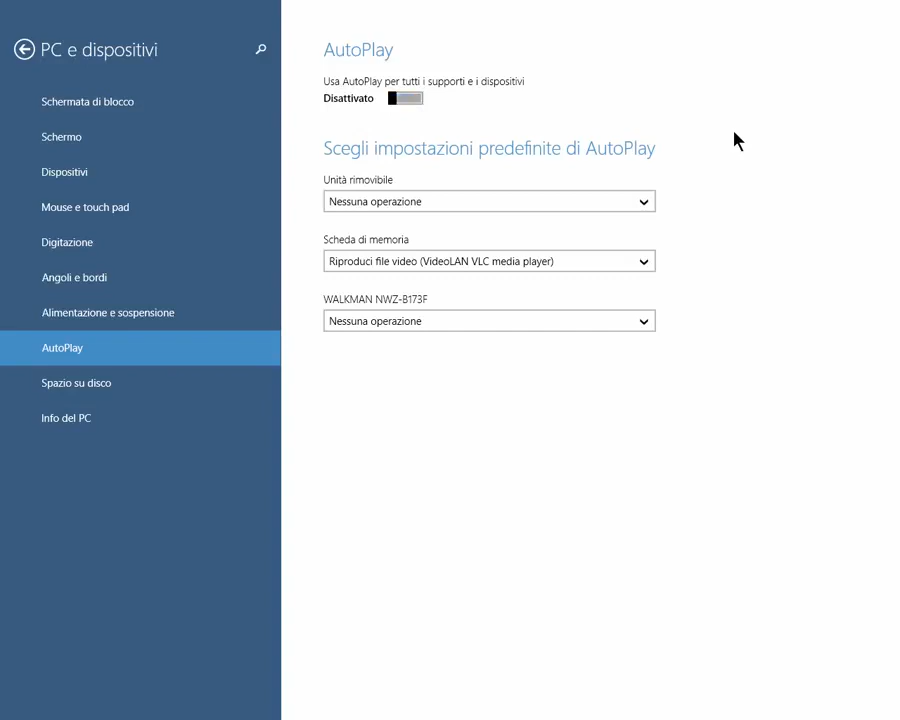 PC e dispositivi
Schermata di blocco
Schermo
Dispositivi
Mouse e touch pad
Digitazione
Angoli e bordi
Alimentazione e sospensione
AutoPlay
Spazio su disco
Info del PC
AutoPlay
Usa AutoPlay per tutti i supporti e i dispositivi
Disattivato
Scegli impostazioni predefinite di AutoPlay
Unità rimovibile
Nessuna operazione
Scheda di memoria
Riproduci file video (VideoLAN VLC media player)
WALKMAN NWZ-B173F
Nessuna operazione